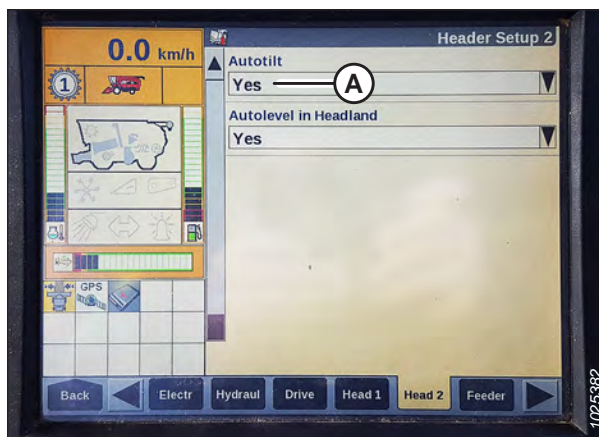 0.0 km/h
Header Setup 2
1
Autotilt
Yes
A
Autolevel in Headland
Yes
GPS
Back
Electr
Hydraul
Drive
Head 1
Head 2
Feeder
1025382